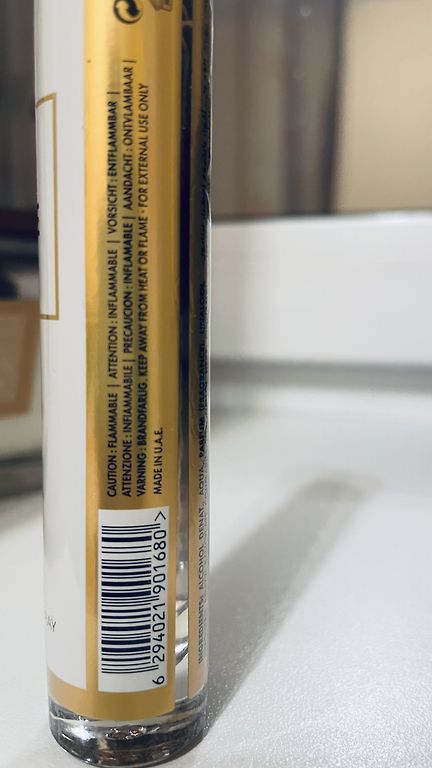 CAUTION : FLAMMABLE | ATTENTION : INFLAMMABLE | VORSICHT : ENTFLAMMBAR |
ATTENZIONE : INFIAMMABILE | PRECAUCION : INFLAMABLE | AANDACHT : ONTVLAMBAAR |
VARNING : BRANDFARLIG . KEEP AWAY FROM HEAT OR FLAME · FOR EXTERNAL USE ONLY
MADE IN U.A.E.
6 294021 901680 >
INGREDIENTS: ALCOHOL DENAT, AQUA, PARFUM (FRAGRANCE), LINALOOL